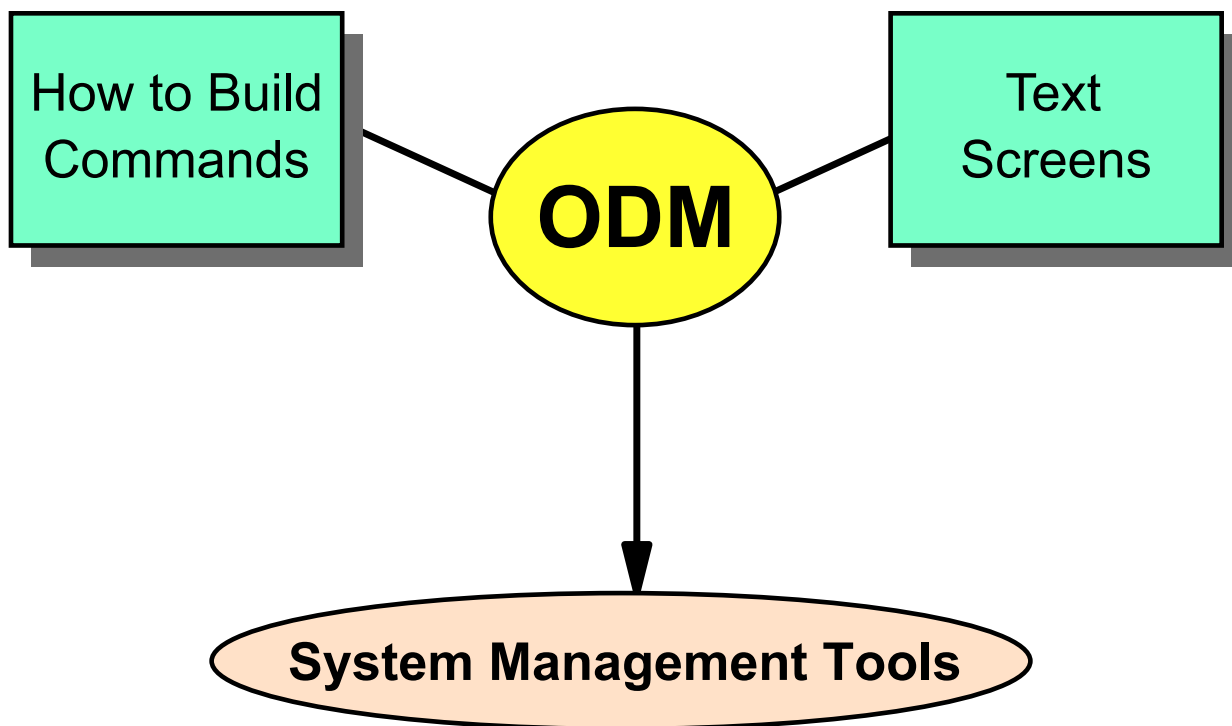 How to Build
Commands
ODM
Text
Screens
System Management Tools